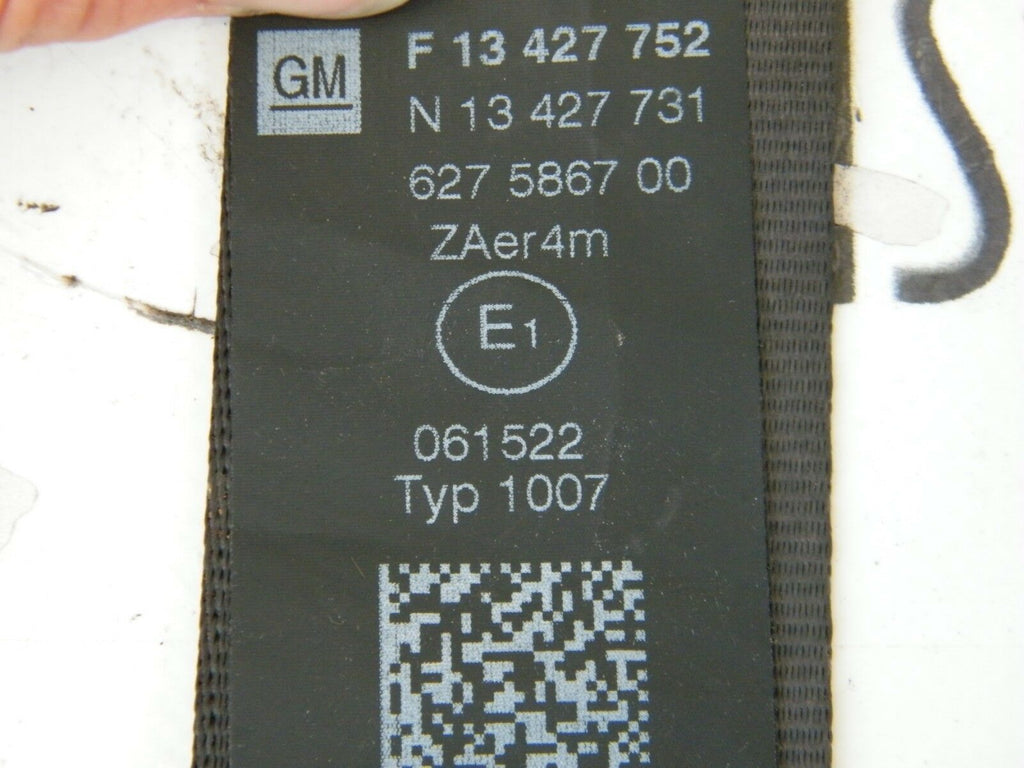 GM
F 13 427 752
N 13 427 731
627 5867 00
ZAer4m
E1
061522
Typ 1007